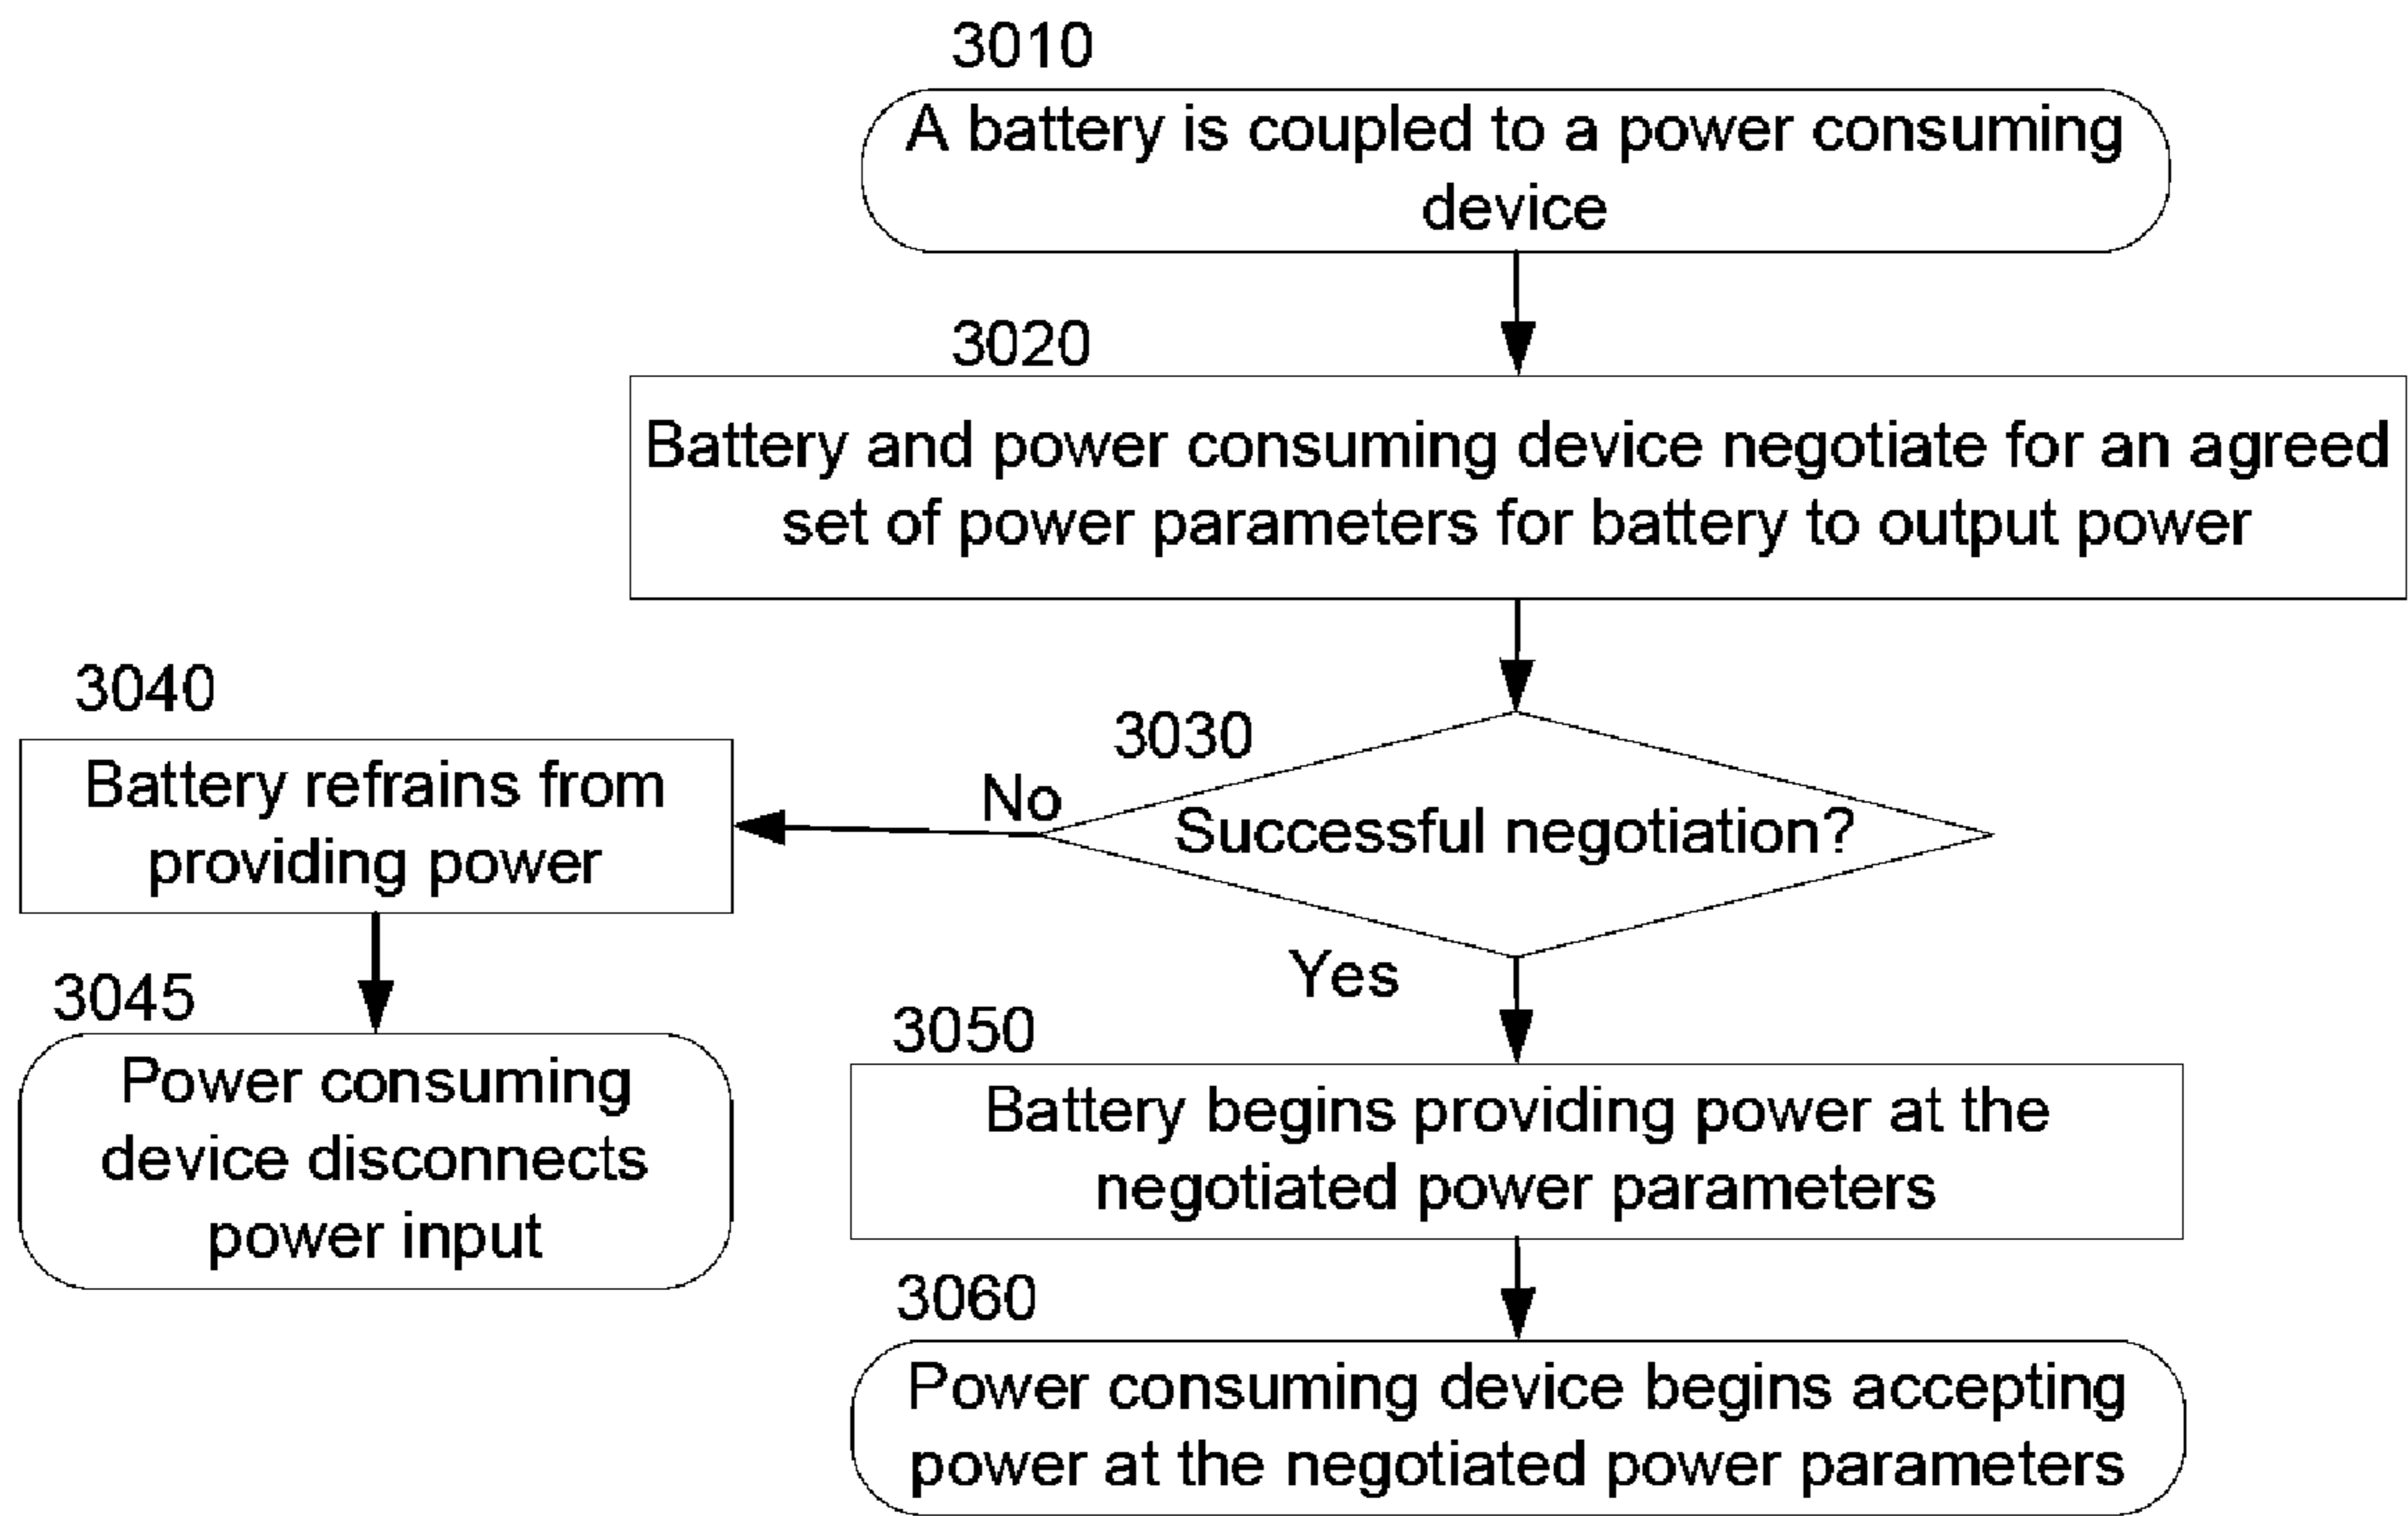 3010
A battery is coupled to a power consuming
device
3020
Battery and power consuming device negotiate for an agreed
set of power parameters for battery to output power
3030
Successful negotiation?
No
3040
Battery refrains from
providing power
3045
Power consuming
device disconnects
power input
Yes
3050
Battery begins providing power at the
negotiated power parameters
3060
Power consuming device begins accepting
power at the negotiated power parameters